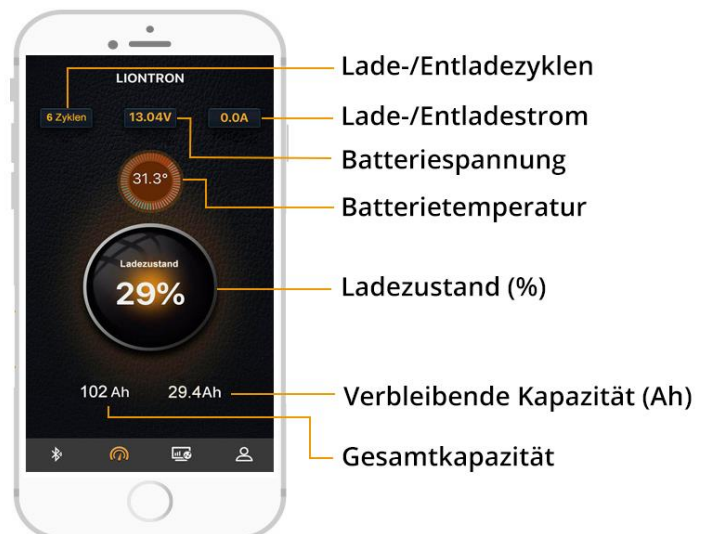 LIONTRON
6 Zyklen
13.04V
0.0A
31.3°
Ladezustand
29%
102 Ah
29.4Ah
Lade-/Entladezyklen
Lade-/Entladestrom
Batteriespannung
Batterietemperatur
Ladezustand (%)
Verbleibende Kapazität (Ah)
Gesamtkapazität